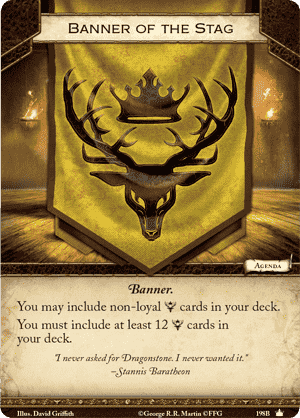 Banner of the Stag
Agenda
Banner.
You may include non-loyal cards in your deck.
You must include at least 12 cards in
your deck.
"I never asked for Dragonstone. I never wanted it."
–Stannis Baratheon
Illus. David Griffith ©George R.R. Martin ©FFG 198B